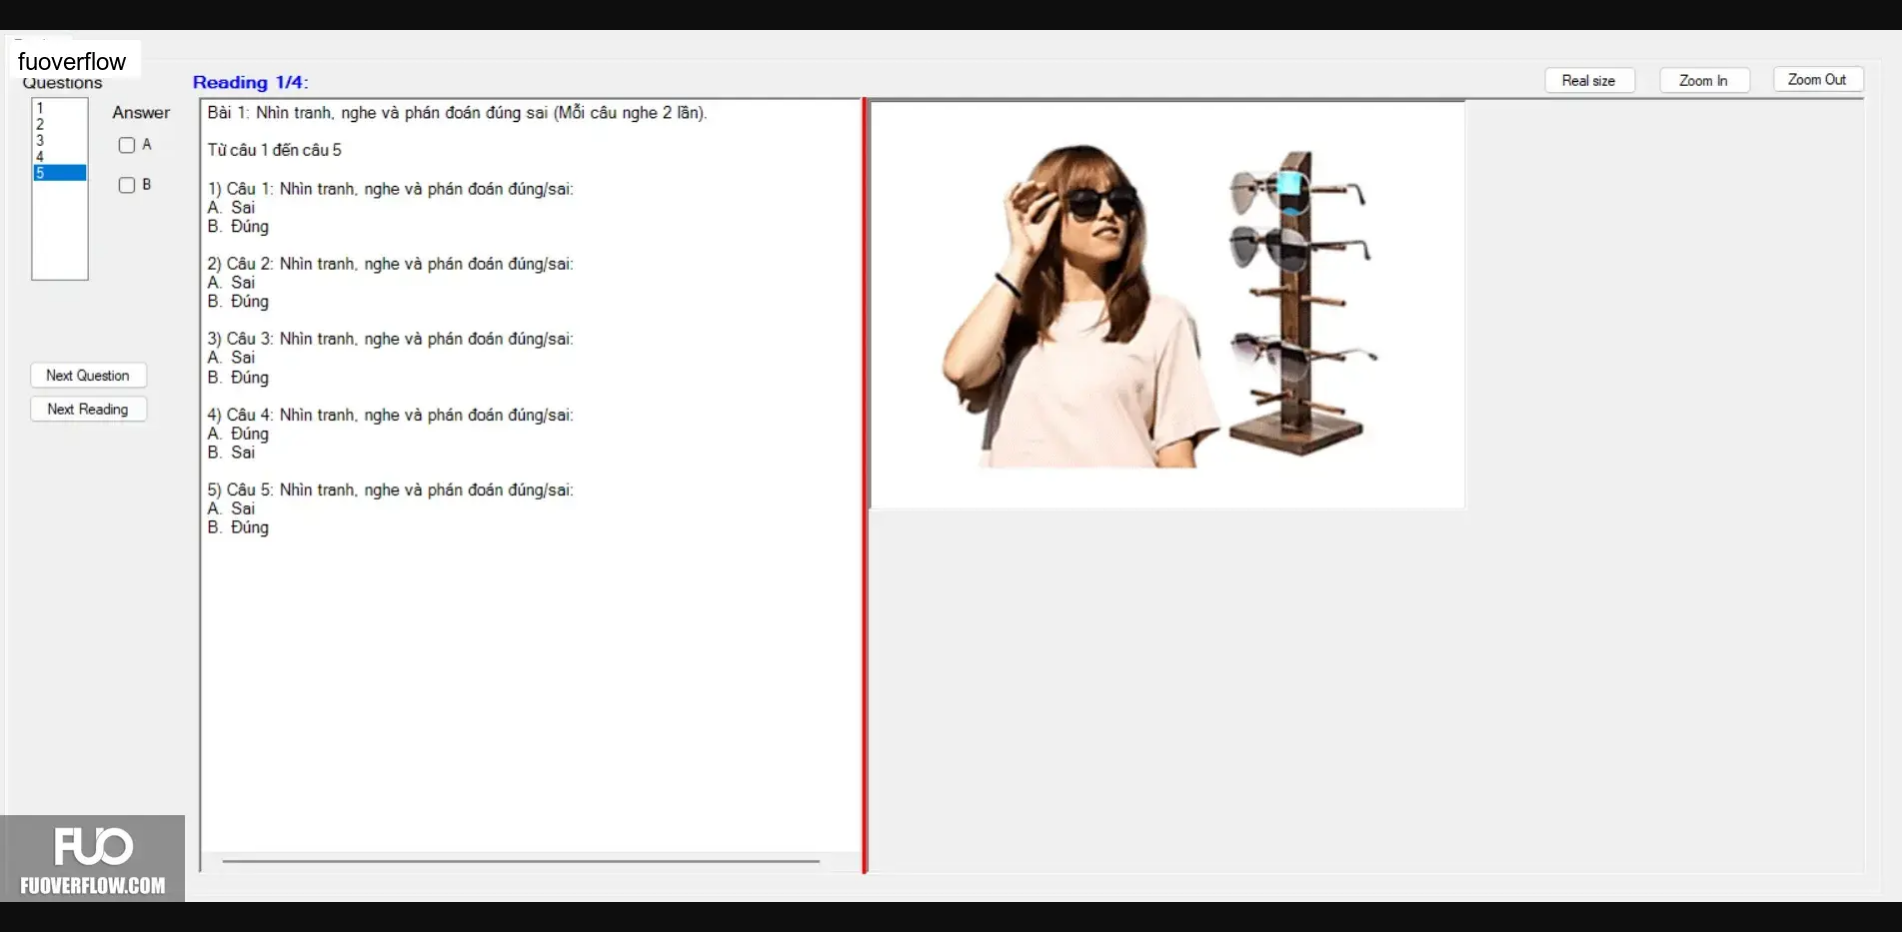 fuoverflow
Questions
Reading 1/4:
Real size
Zoom In
Zoom Out
1
2
3
4
5
Answer
A
B
Next Question
Next Reading
Bài 1: Nhìn tranh, nghe và phán đoán đúng sai (Mỗi câu nghe 2 lần).
Từ câu 1 đến câu 5
1) Câu 1: Nhìn tranh, nghe và phán đoán đúng/sai:
A. Sai
B. Đúng
2) Câu 2: Nhìn tranh, nghe và phán đoán đúng/sai:
A. Sai
B. Đúng
3) Câu 3: Nhìn tranh, nghe và phán đoán đúng/sai:
A. Sai
B. Đúng
4) Câu 4: Nhìn tranh, nghe và phán đoán đúng/sai:
A. Đúng
B. Sai
5) Câu 5: Nhìn tranh, nghe và phán đoán đúng/sai:
A. Sai
B. Đúng
FUO
FUOVERFLOW.COM